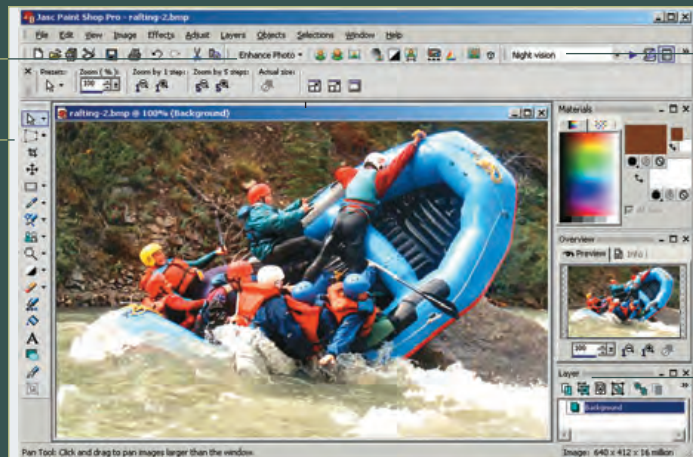 Jasc Paint Shop Pro - rafting-2.bmp
File Edit View Image Effects Adjust Layers Objects Selections Window Help
Enhance Photo Night vision
Presets: Zoom (%): Zoom by 1 step: Zoom by 5 steps: Actual size:
100
rafting-2.bmp @ 100% (Background)
Materials
All tools
Overview
Preview Info
100
Layer
Background
Pan Tool: Click and drag to pan images larger than the window.
Image: 640 x 412 x 16 million